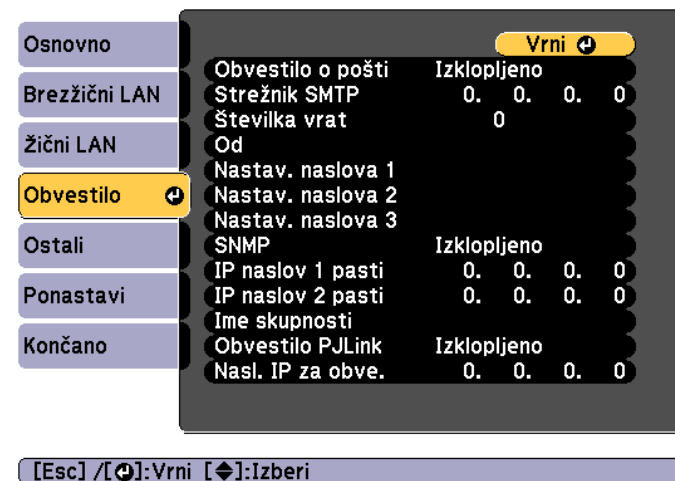 Osnovno
Brezžični LAN
Žični LAN
Obvestilo
Ostali
Ponastavi
Končano
Vrni
Obvestilo o pošti Izklopljeno
Strežnik SMTP 0. 0. 0. 0
Številka vrat 0
Od
Nastav. naslova 1
Nastav. naslova 2
Nastav. naslova 3
SNMP Izklopljeno
IP naslov 1 pasti 0. 0. 0. 0
IP naslov 2 pasti 0. 0. 0. 0
Ime skupnosti
Obvestilo PJLink Izklopljeno
Nasl. IP za obve. 0. 0. 0. 0
[Esc] /[⏎]:Vrni [◆]:Izberi